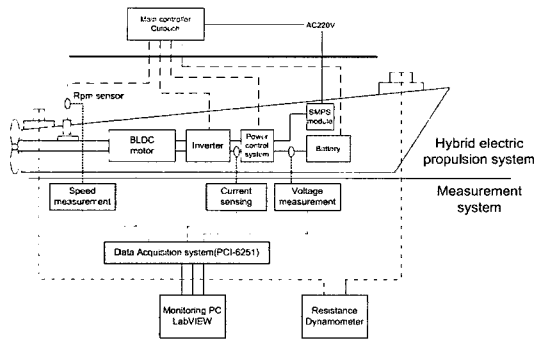 Main controller
Cutouch
AC220V
Rpm sensor
SMPS
module
BLDC
motor
Inverter
Power
control
system
Battery
Hybrid electric
propulsion system
Speed
measurement
Current
sensing
Voltage
measurement
Measurement
system
Data Acquisition system(PCI-6251)
Monitoring PC
LabVIEW
Resistance
Dynamometer